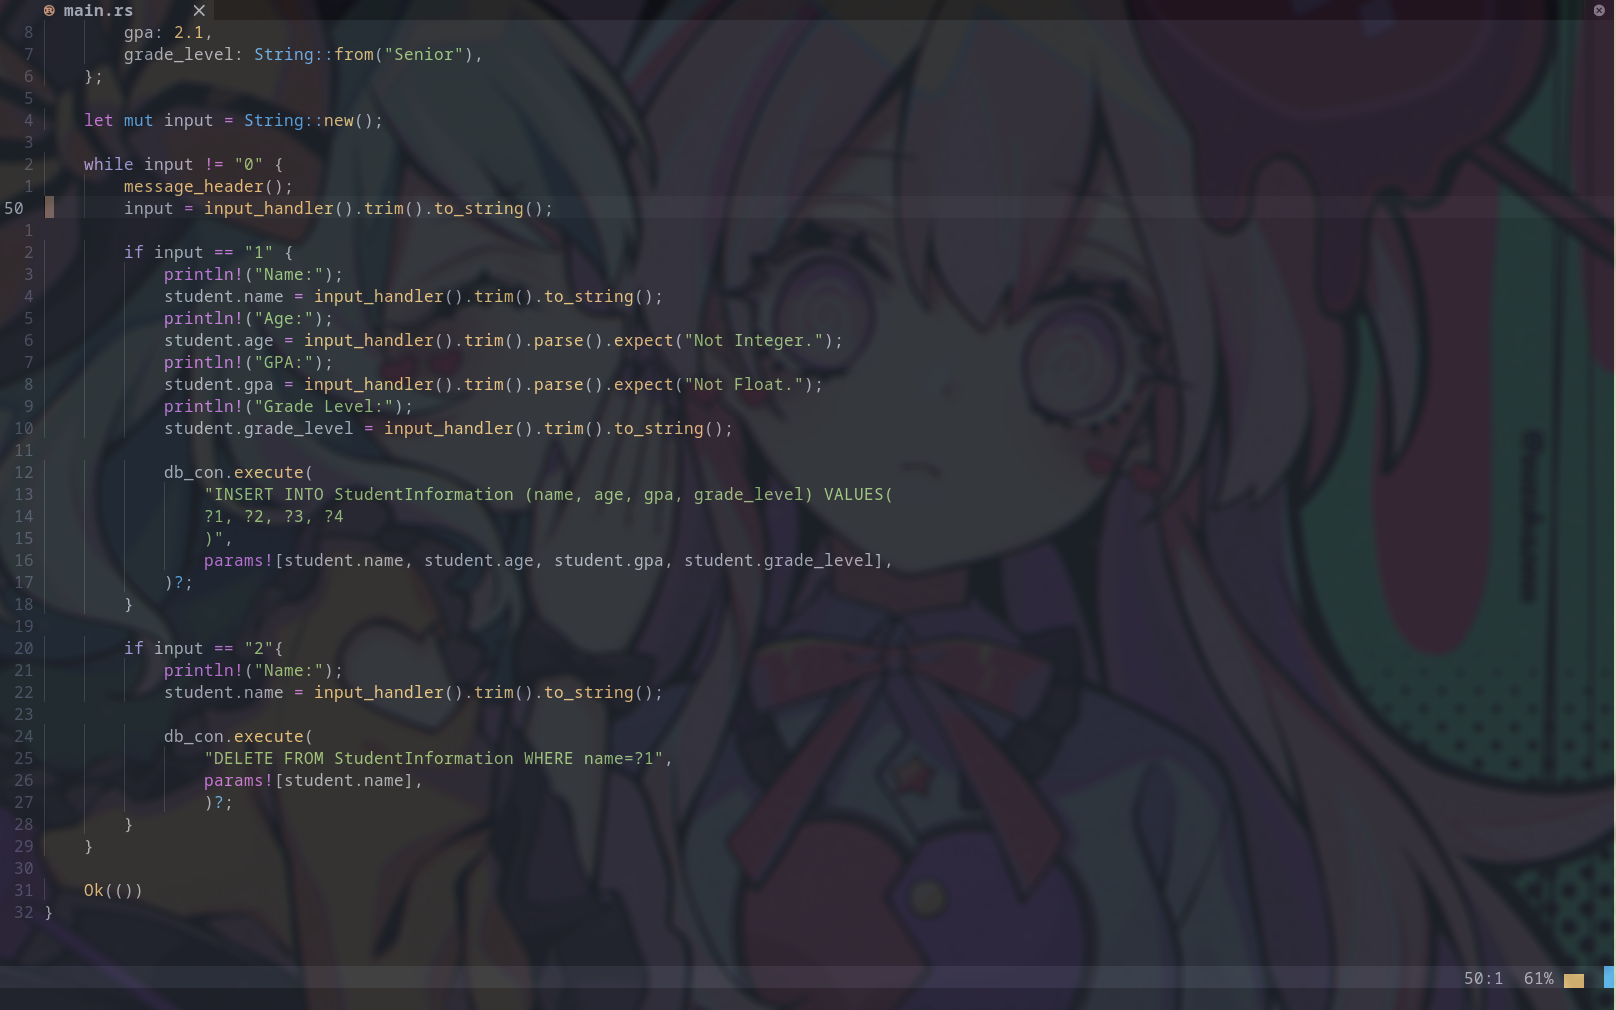 main.rs
8 gpa: 2.1,
7 grade_level: String::from("Senior"),
6 };
5
4 let mut input = String::new();
3
2 while input != "0" {
1 message_header();
50 input = input_handler().trim().to_string();
1
2 if input == "1" {
3 println!("Name:");
4 student.name = input_handler().trim().to_string();
5 println!("Age:");
6 student.age = input_handler().trim().parse().expect("Not Integer.");
7 println!("GPA:");
8 student.gpa = input_handler().trim().parse().expect("Not Float.");
9 println!("Grade Level:");
10 student.grade_level = input_handler().trim().to_string();
11
12 db_con.execute(
13 "INSERT INTO StudentInformation (name, age, gpa, grade_level) VALUES(
14 ?1, ?2, ?3, ?4
15 )",
16 params![student.name, student.age, student.gpa, student.grade_level],
17 )?;
18 }
19
20 if input == "2"{
21 println!("Name:");
22 student.name = input_handler().trim().to_string();
23
24 db_con.execute(
25 "DELETE FROM StudentInformation WHERE name=?1",
26 params![student.name],
27 )?;
28 }
29 }
30
31 Ok(())
32 }
50:1 61%